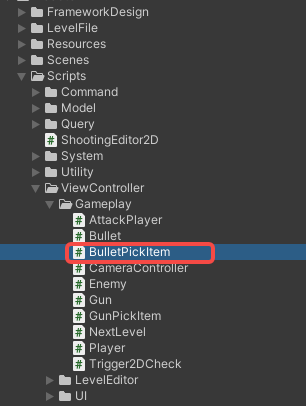 FrameworkDesign
LevelFile
Resources
Scenes
Scripts
Command
Model
Query
ShootingEditor2D
System
Utility
ViewController
Gameplay
AttackPlayer
Bullet
BulletPickItem
CameraController
Enemy
Gun
GunPickItem
NextLevel
Player
Trigger2DCheck
LevelEditor
UI